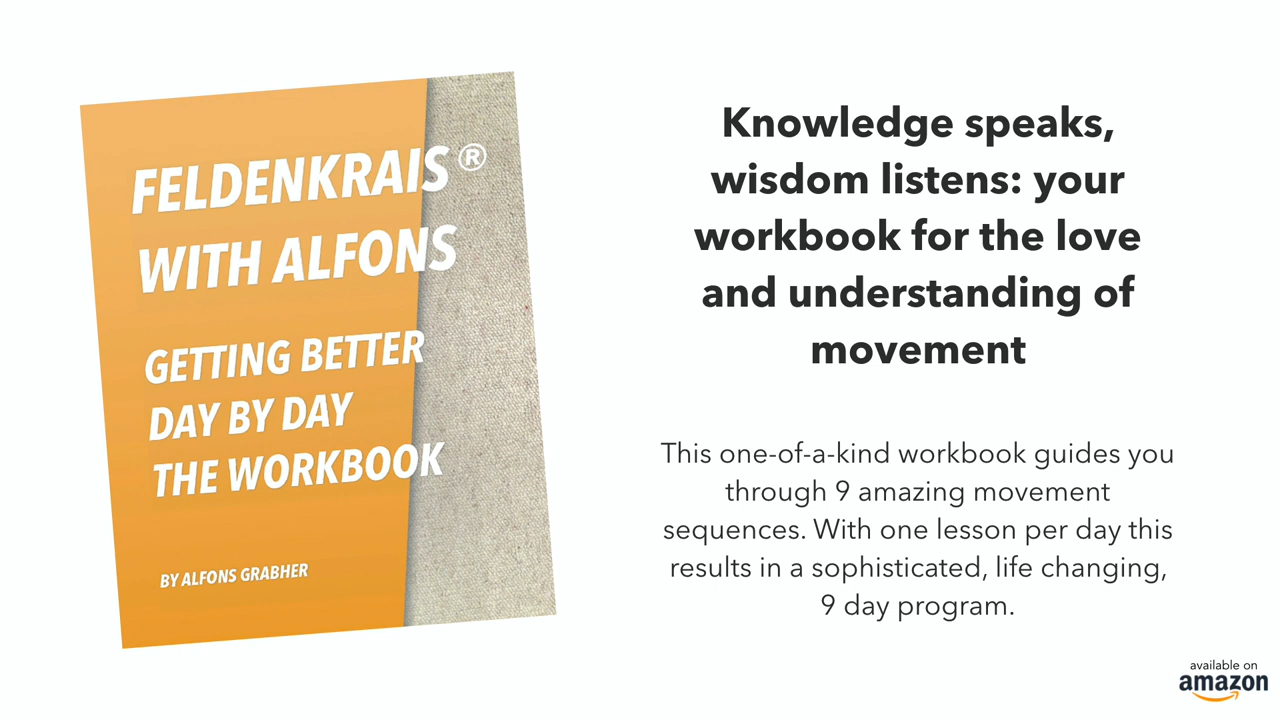 FELDENKRAIS®
WITH ALFONS
GETTING BETTER
DAY BY DAY
THE WORKBOOK
BY ALFONS GRABHER
Knowledge speaks,
wisdom listens: your
workbook for the love
and understanding of
movement
This one-of-a-kind workbook guides you
through 9 amazing movement
sequences. With one lesson per day this
results in a sophisticated, life changing,
9 day program.
available on
amazon